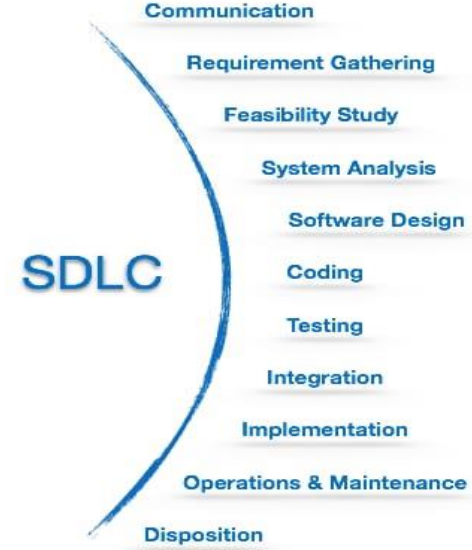 Communication
Requirement Gathering
Feasibility Study
System Analysis
Software Design
SDLC
Coding
Testing
Integration
Implementation
Operations & Maintenance
Disposition